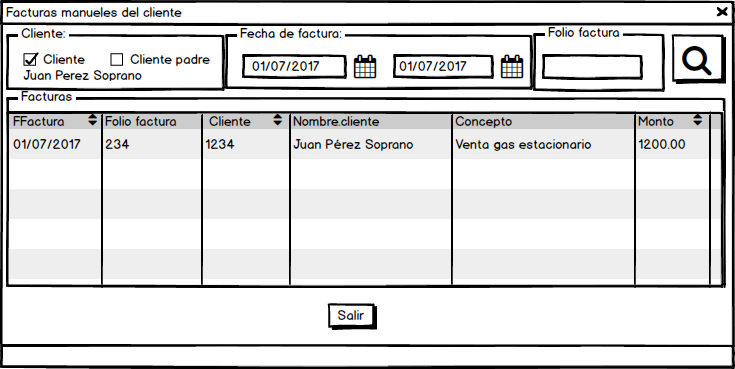 Facturas manueles del cliente
Cliente:
Fecha de factura:
Folio factura
Cliente
Cliente padre
Juan Perez Soprano
01/07/2017
01/07/2017
Facturas
FFactura Folio factura Cliente Nombre.cliente Concepto Monto
01/07/2017 234 1234 Juan Pérez Soprano Venta gas estacionario 1200.00
Salir